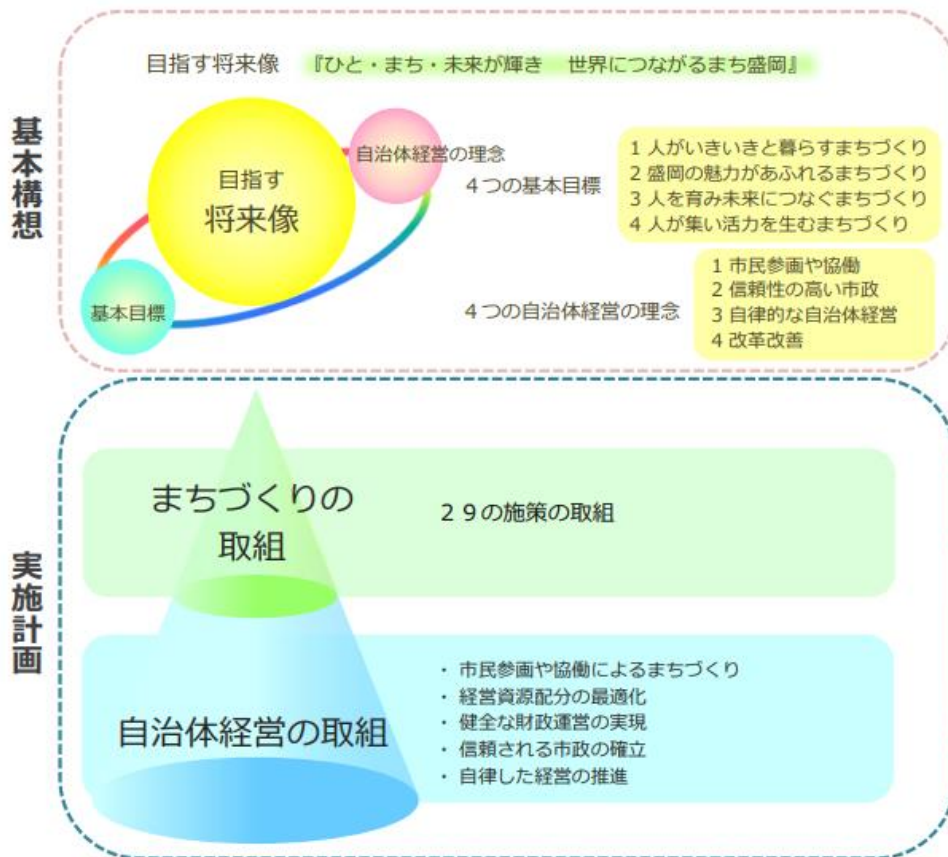 基本構想
目指す将来像 『ひと・まち・未来が輝き 世界につながるまち盛岡』
目指す
将来像
自治体経営の理念
基本目標
4つの基本目標
1 人がいきいきと暮らすまちづくり
2 盛岡の魅力があふれるまちづくり
3 人を育み未来につなぐまちづくり
4 人が集い活力を生むまちづくり
4つの自治体経営の理念
1 市民参画や協働
2 信頼性の高い市政
3 自律的な自治体経営
4 改革改善
実施計画
まちづくりの
取組
29の施策の取組
自治体経営の取組
・ 市民参画や協働によるまちづくり
・ 経営資源配分の最適化
・ 健全な財政運営の実現
・ 信頼される市政の確立
・ 自律した経営の推進